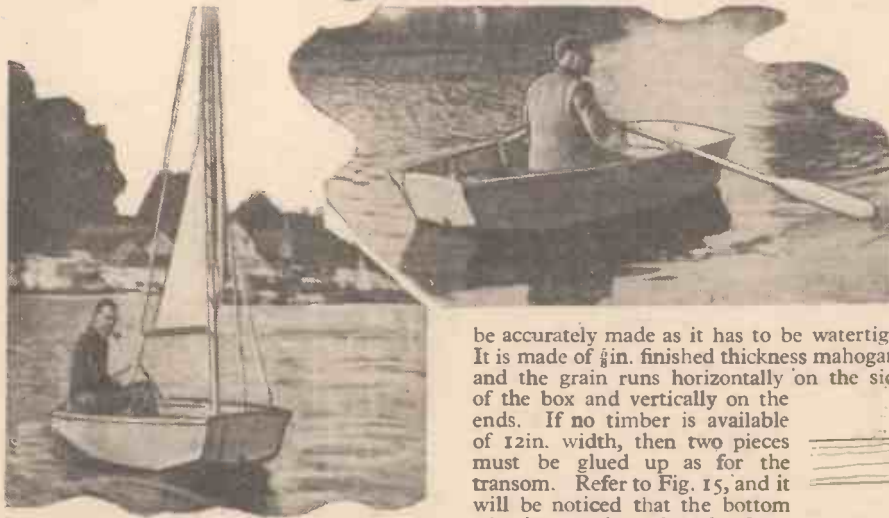 be accurately made as it has to be watertig
It is made of in. finished thickness mahogan
and the grain runs horizontally on the si
of the box and vertically on the
ends. If no timber is available
of 12in. width, then two pieces
must be glued up as for the
transom. Refer to Fig. 15, and it
will be noticed that the bottom